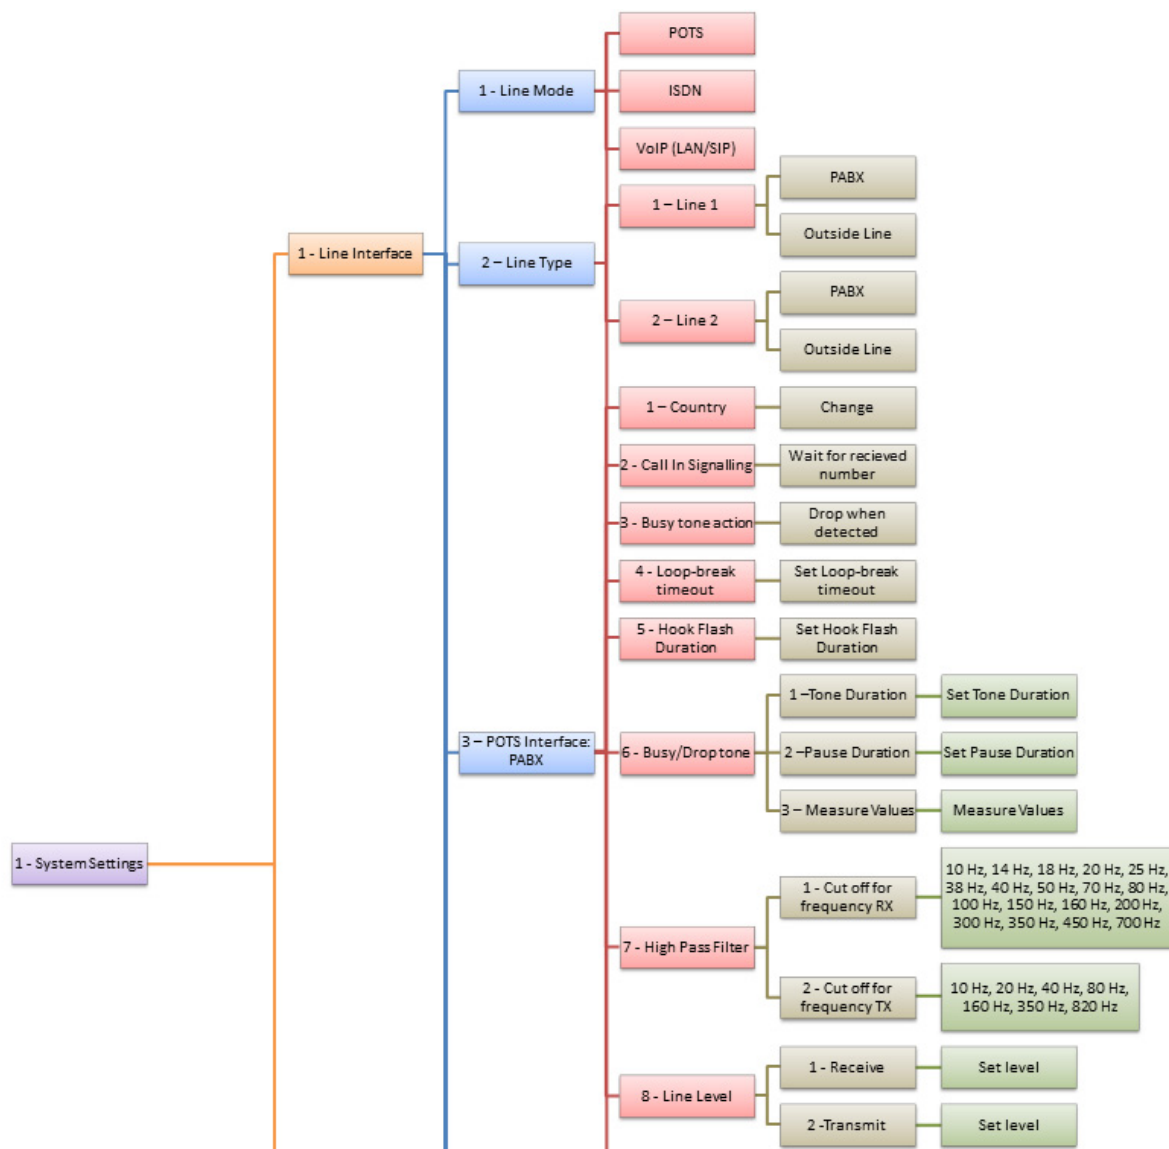 POTS
1 - Line Mode
ISDN
VoIP (LAN/SIP)
1 – Line 1
PABX
Outside Line
1 - Line Interface
2 – Line Type
2 – Line 2
PABX
Outside Line
1 – Country
Change
2 - Call In Signalling
Wait for recieved
number
3 - Busy tone action
Drop when
detected
4 - Loop-break
timeout
Set Loop-break
timeout
5 - Hook Flash
Duration
Set Hook Flash
Duration
3 – POTS Interface:
PABX
6 - Busy/Drop tone
1 –Tone Duration
Set Tone Duration
2 –Pause Duration
Set Pause Duration
3 – Measure Values
Measure Values
1 - System Settings
7 - High Pass Filter
1 - Cut off for
frequency RX
10 Hz, 14 Hz, 18 Hz, 20 Hz, 25 Hz,
38 Hz, 40 Hz, 50 Hz, 70 Hz, 80 Hz,
100 Hz, 150 Hz, 160 Hz, 200 Hz,
300 Hz, 350 Hz, 450 Hz, 700 Hz
2 - Cut off for
frequency TX
10 Hz, 20 Hz, 40 Hz, 80 Hz,
160 Hz, 350 Hz, 820 Hz
8 - Line Level
1 - Receive
Set level
2 -Transmit
Set level